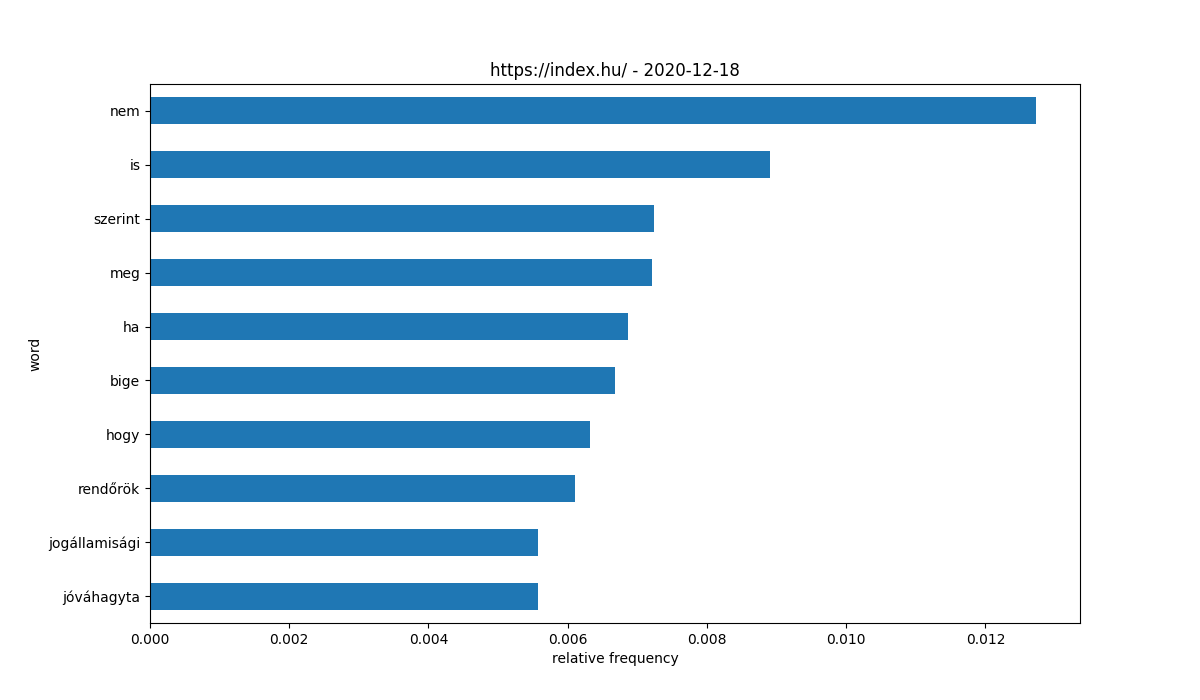 https://index.hu/ - 2020-12-18
nem
is
szerint
meg
ha
bige
hogy
rendőrök
jogállamisági
jóváhagyta
word
0.000 0.002 0.004 0.006 0.008 0.010 0.012
relative frequency